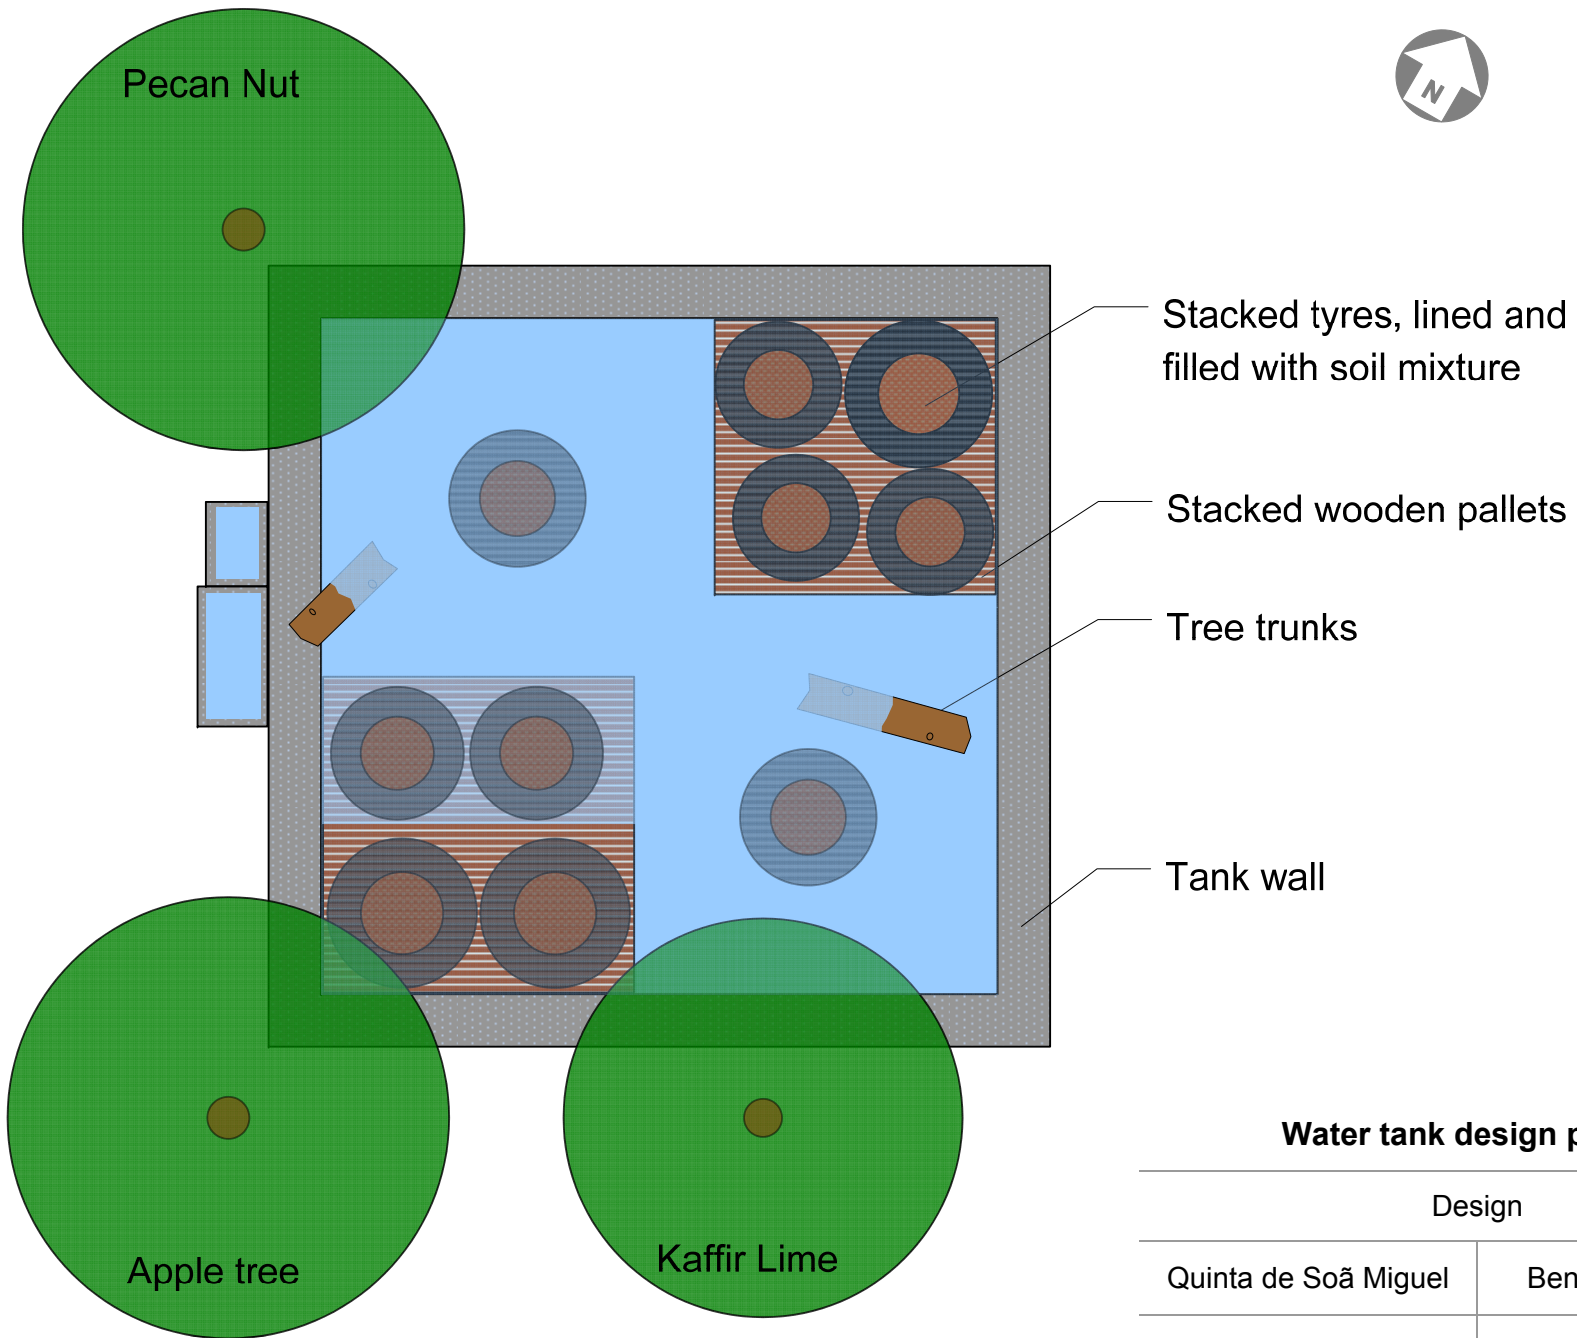 Pecan Nut
N
Stacked tyres, lined and
filled with soil mixture
Stacked wooden pallets
Tree trunks
Tank wall
Apple tree
Kaffir Lime
Water tank design p
Design
Quinta de Soã Miguel
Ben